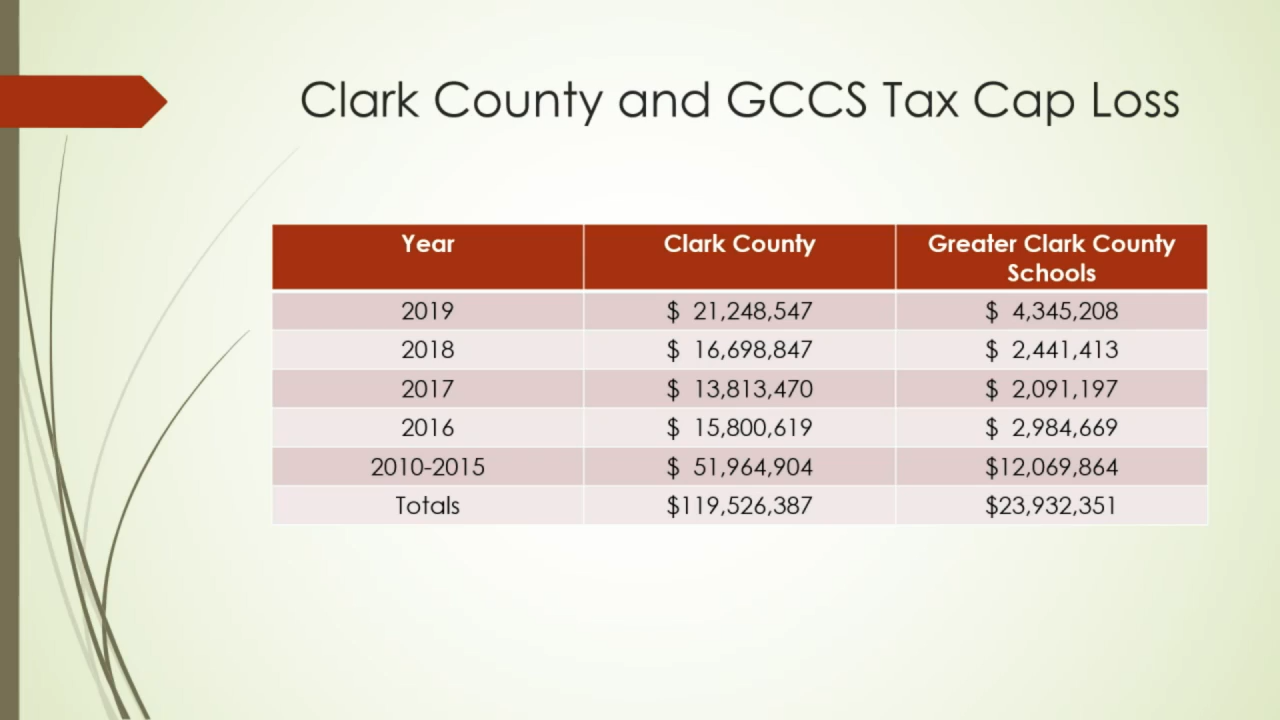 Clark County and GCCS Tax Cap Loss
Year Clark County Greater Clark County
Schools
2019 $ 21,248,547 $ 4,345,208
2018 $ 16,698,847 $ 2,441,413
2017 $ 13,813,470 $ 2,091,197
2016 $ 15,800,619 $ 2,984,669
2010-2015 $ 51,964,904 $12,069,864
Totals $119,526,387 $23,932,351